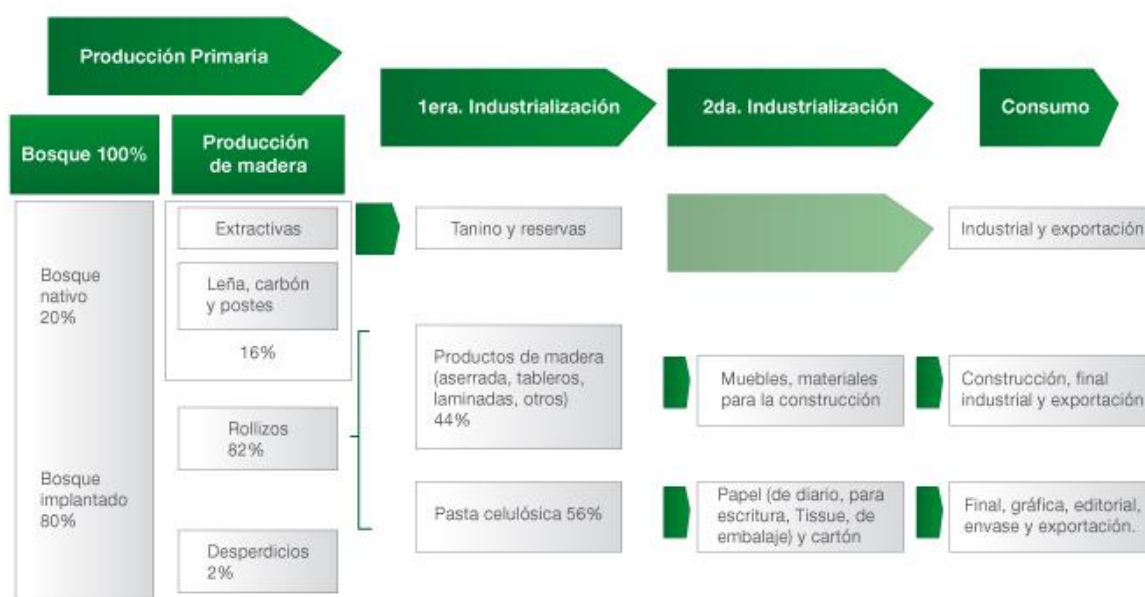 Producción Primaria
1era. Industrialización
2da. Industrialización
Consumo
Bosque 100%
Producción
de madera
Bosque
nativo
20%
Bosque
implantado
80%
Extractivas
Leña, carbón
y postes
16%
Rollizos
82%
Desperdicios
2%
Tanino y reservas
Productos de madera
(aserrada, tableros,
laminadas, otros)
44%
Pasta celulósica 56%
Muebles, materiales
para la construcción
Papel (de diario, para
escritura, Tissue, de
embalaje) y cartón
Industrial y exportación
Construcción, final
industrial y exportación
Final, gráfica, editorial,
envase y exportación.